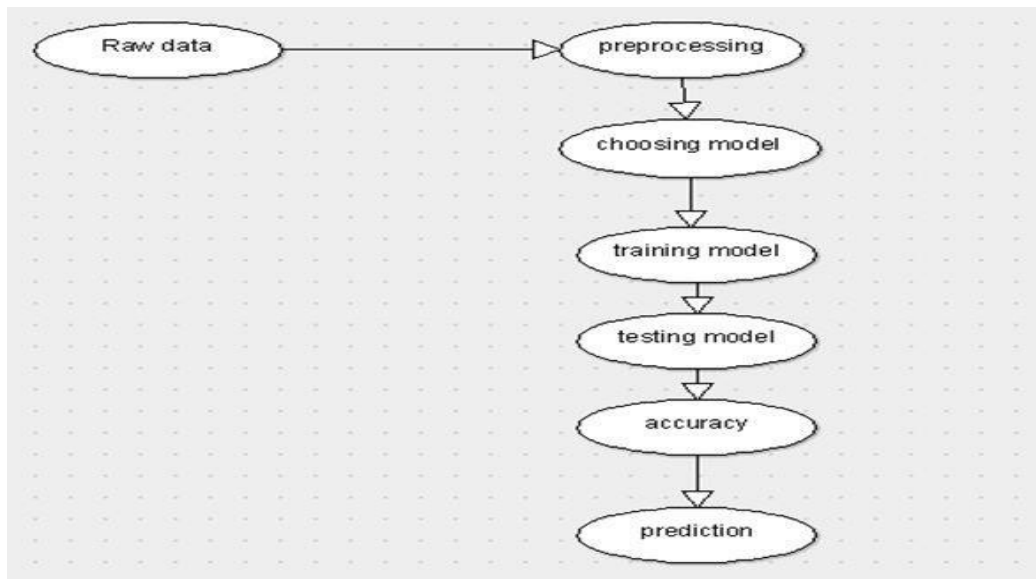 Raw data
preprocessing
choosing model
training model
testing model
accuracy
prediction